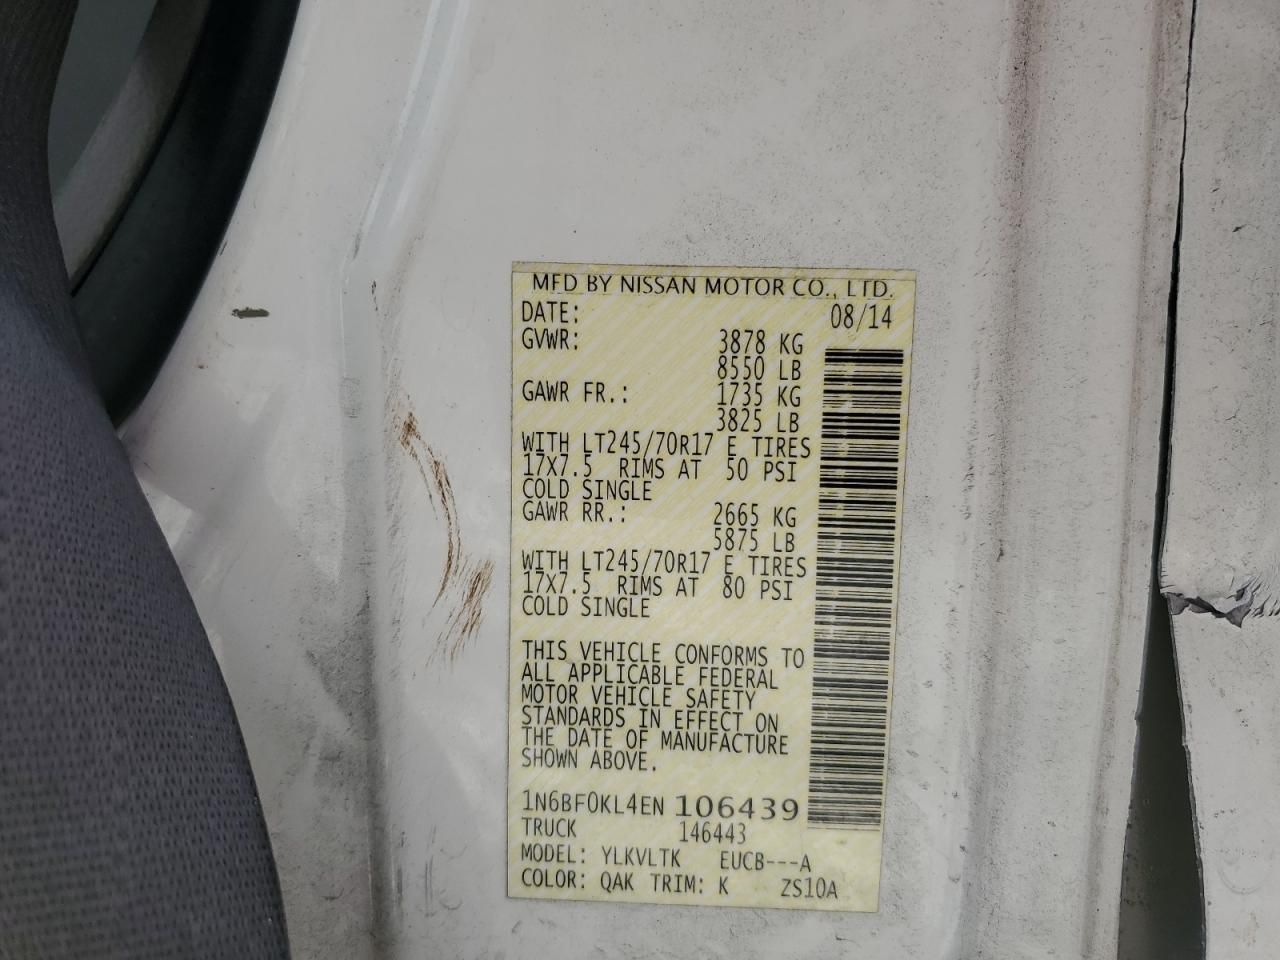 MFD BY NISSAN MOTOR CO., LTD.
DATE: 08/14
GVWR: 3878 KG
8550 LB
GAWR FR.: 1735 KG
3825 LB
WITH LT245/70R17 E TIRES
17X7.5 RIMS AT 50 PSI
COLD SINGLE
GAWR RR.: 2665 KG
5875 LB
WITH LT245/70R17 E TIRES
17X7.5 RIMS AT 80 PSI
COLD SINGLE
THIS VEHICLE CONFORMS TO
ALL APPLICABLE FEDERAL
MOTOR VEHICLE SAFETY
STANDARDS IN EFFECT ON
THE DATE OF MANUFACTURE
SHOWN ABOVE.
1N6BF0KL4EN 106439
TRUCK 146443
MODEL: YLKVLTK EUCB---A
COLOR: QAK TRIM: K ZS10A